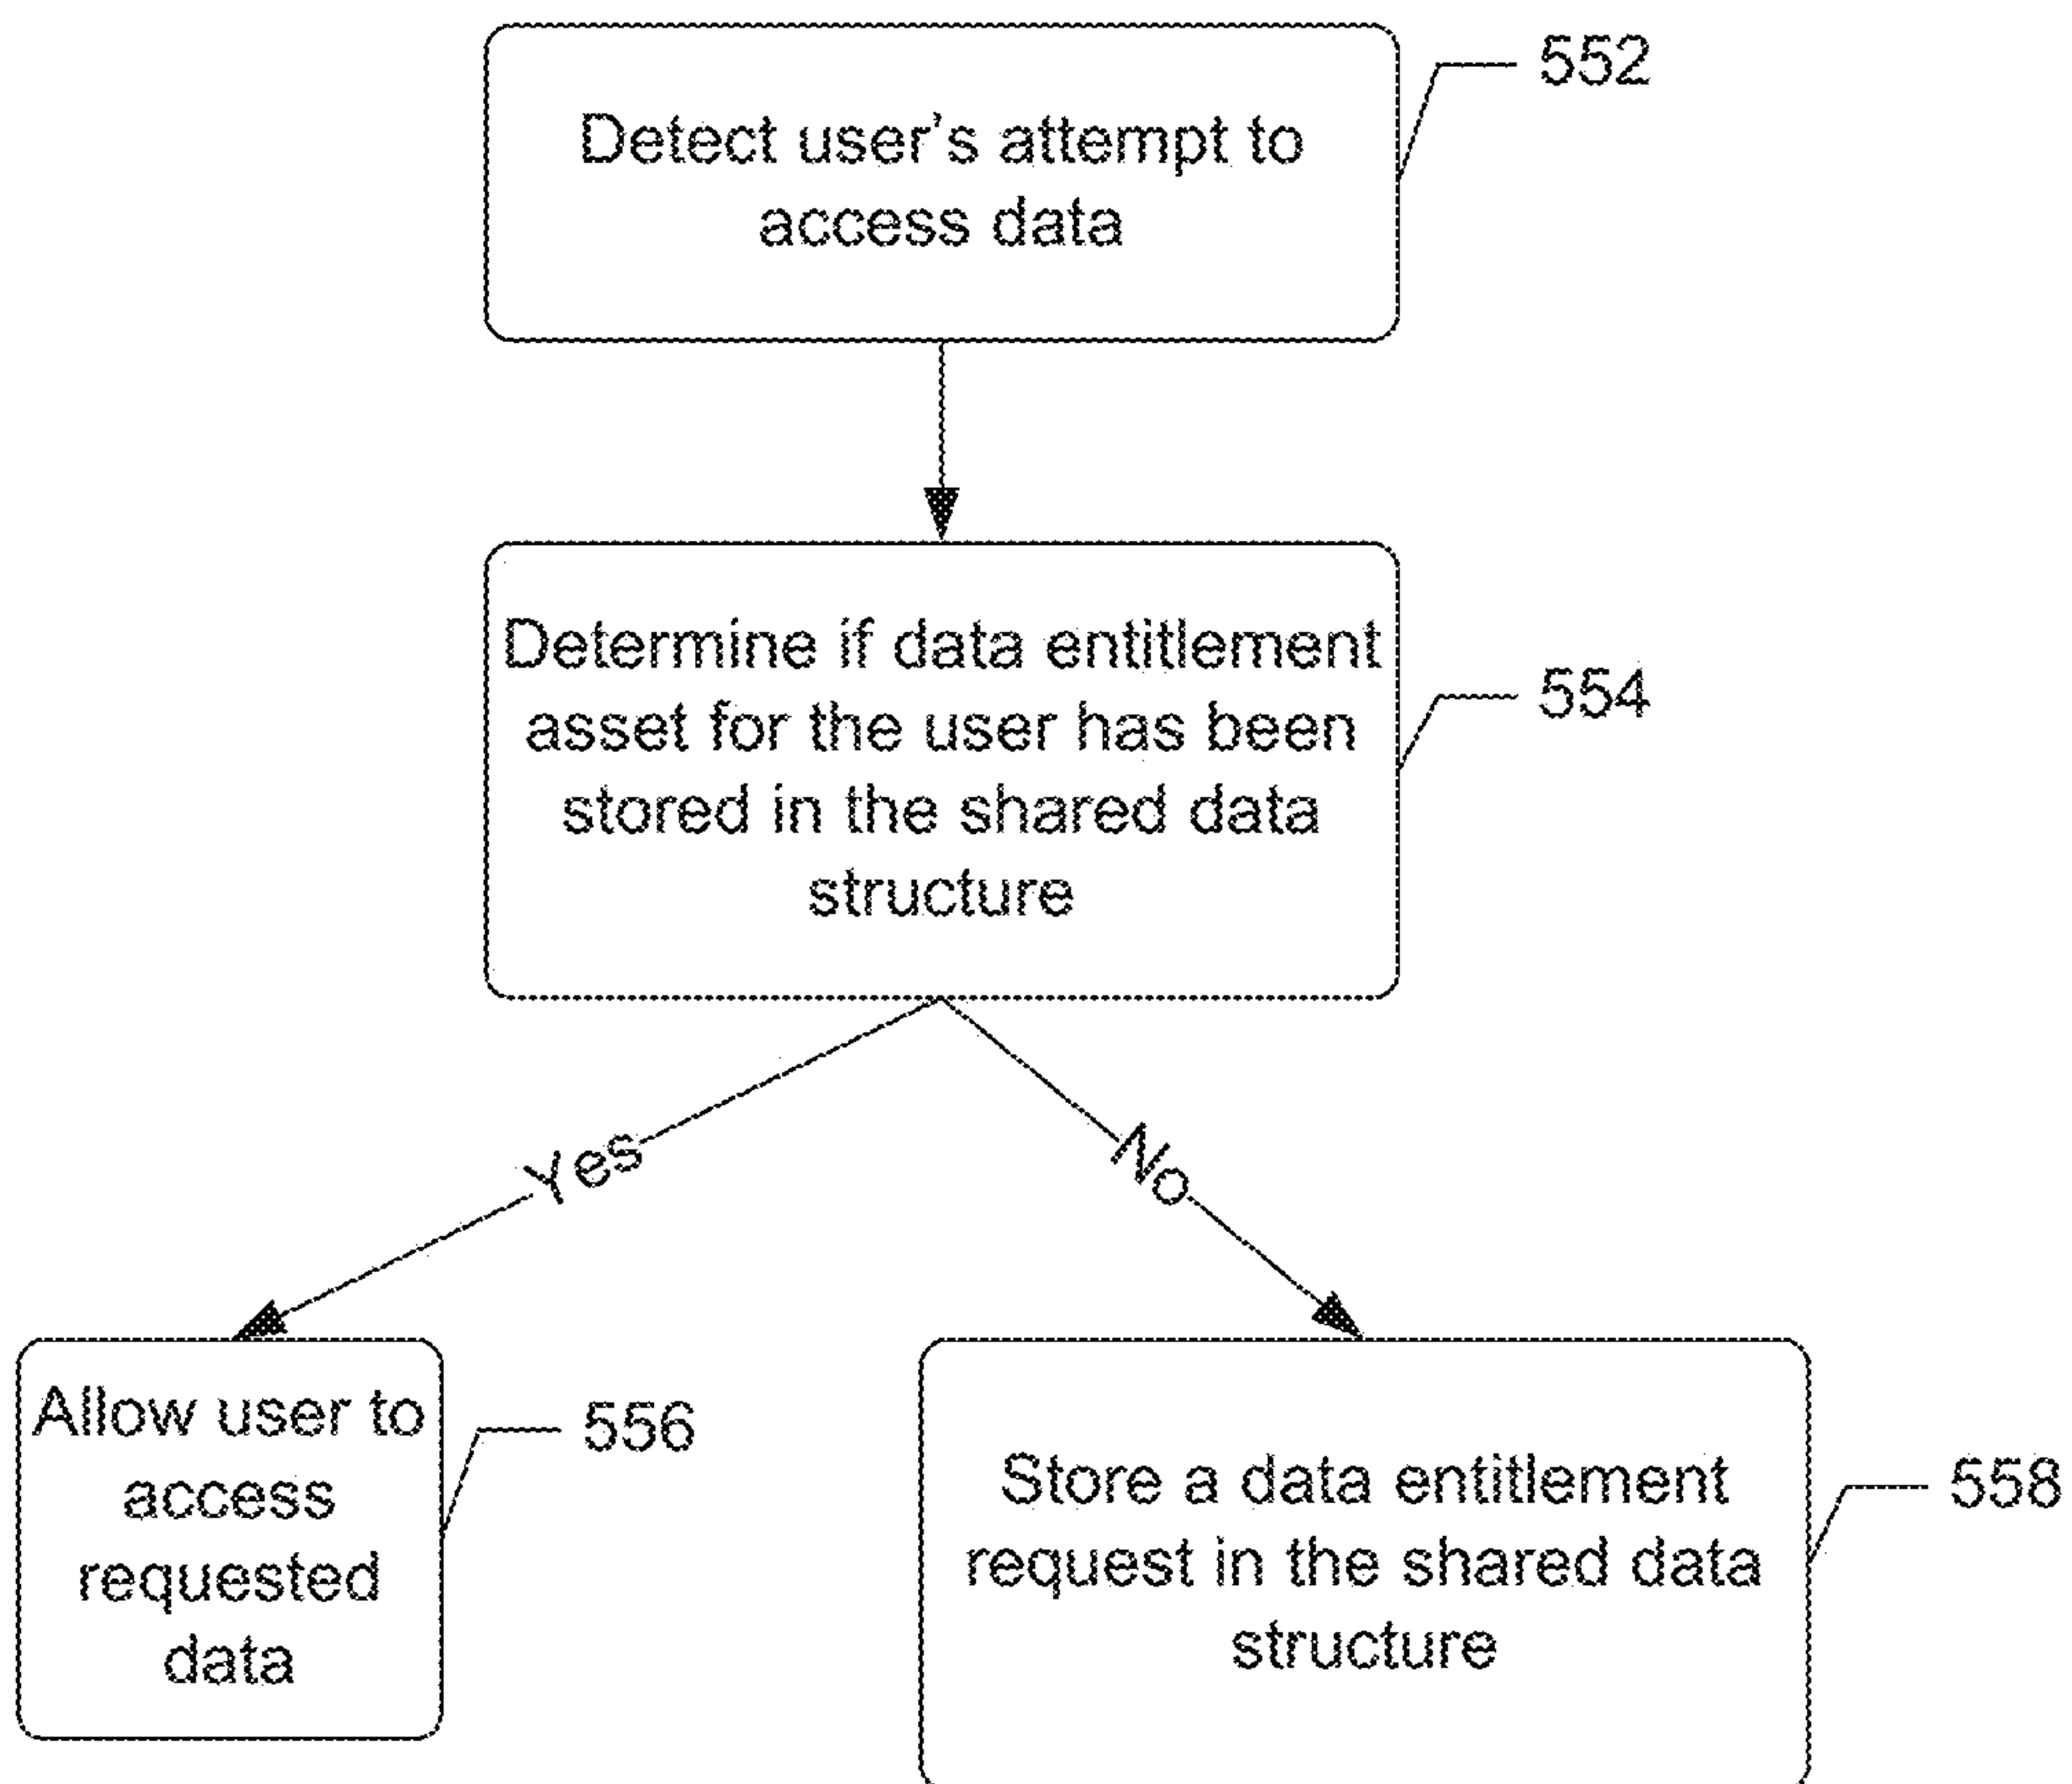 Detect user's attempt to
access data
552
Determine if data entitlement
asset for the user has been
stored in the shared data
structure
554
Yes
No
Allow user to
access
requested
data
556
Store a data entitlement
request in the shared data
structure
558